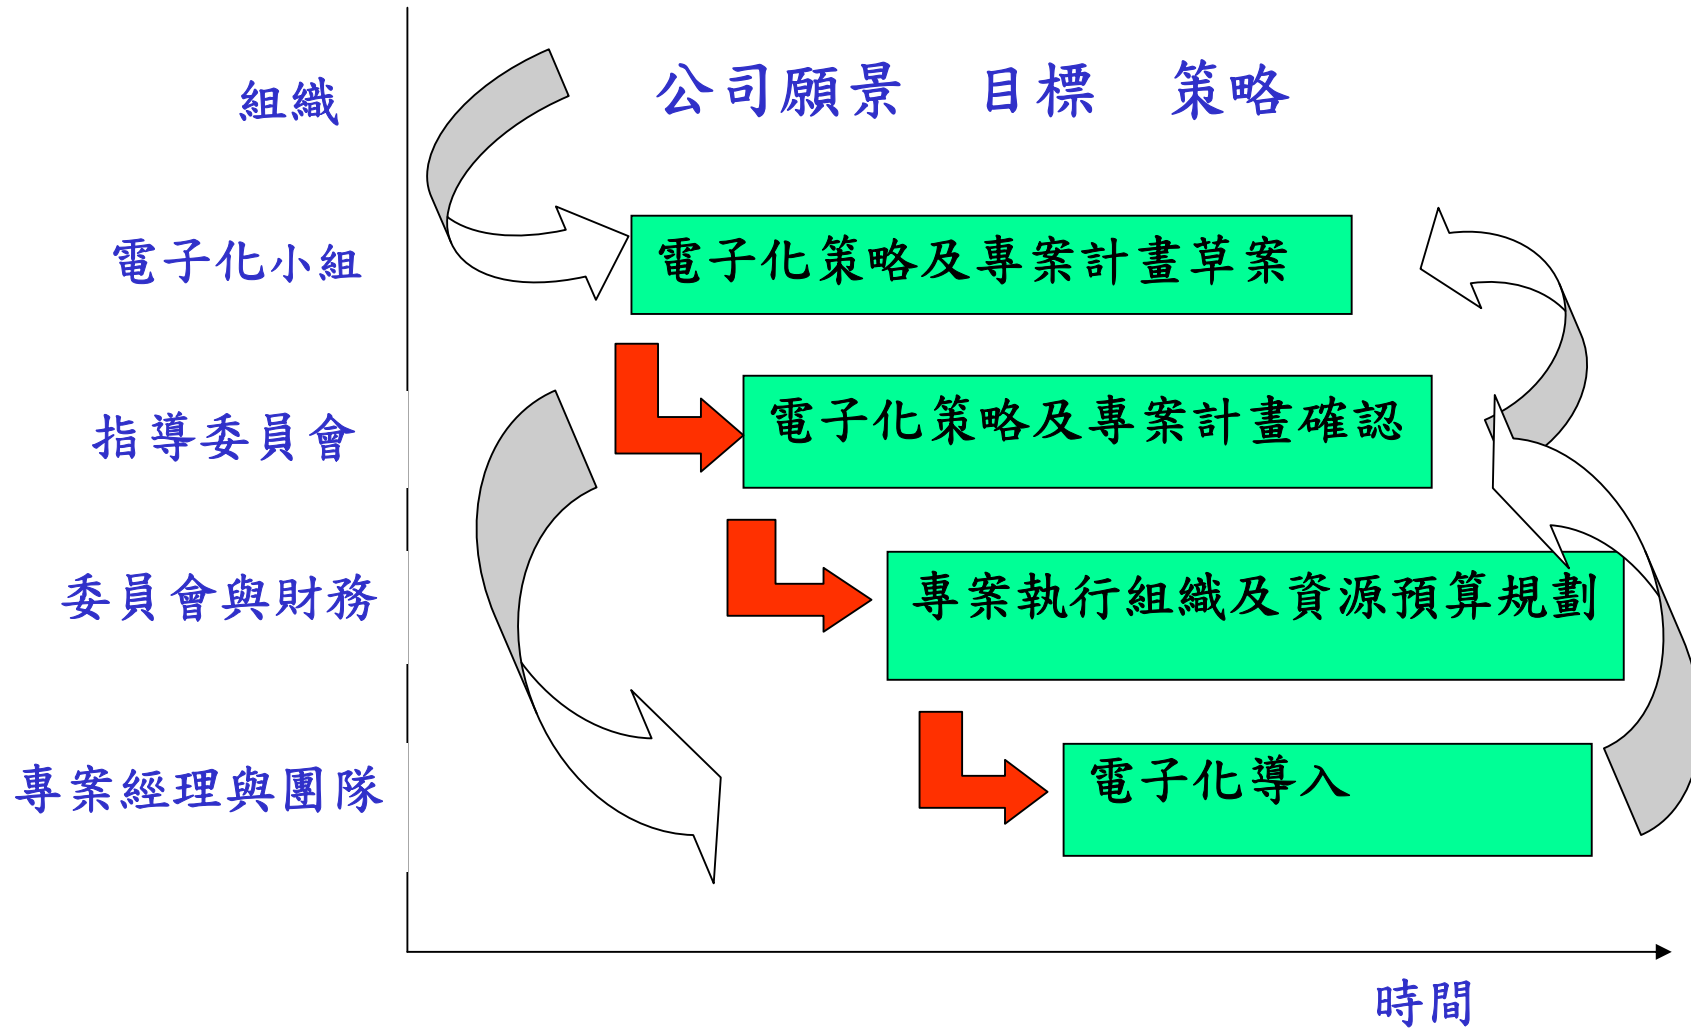 組織
公司願景 目標 策略
電子化小組
電子化策略及專案計畫草案
指導委員會
電子化策略及專案計畫確認
委員會與財務
專案執行組織及資源預算規劃
專案經理與團隊
電子化導入
時間